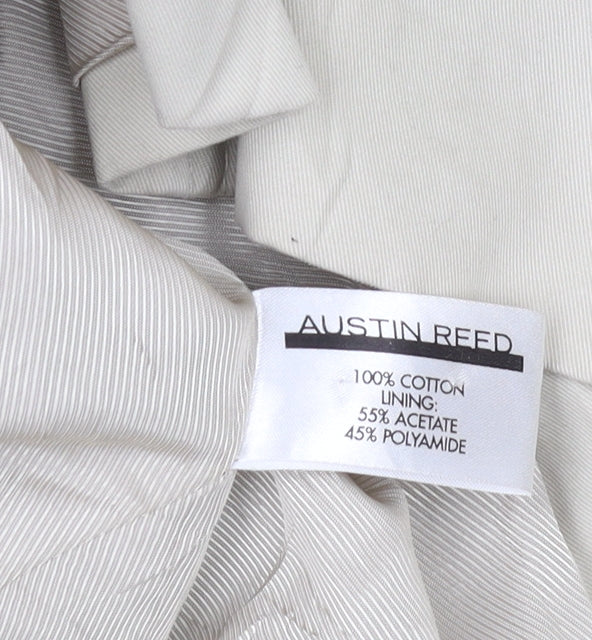 AUSTIN REED
100% COTTON
LINING:
55% ACETATE
45% POLYAMIDE